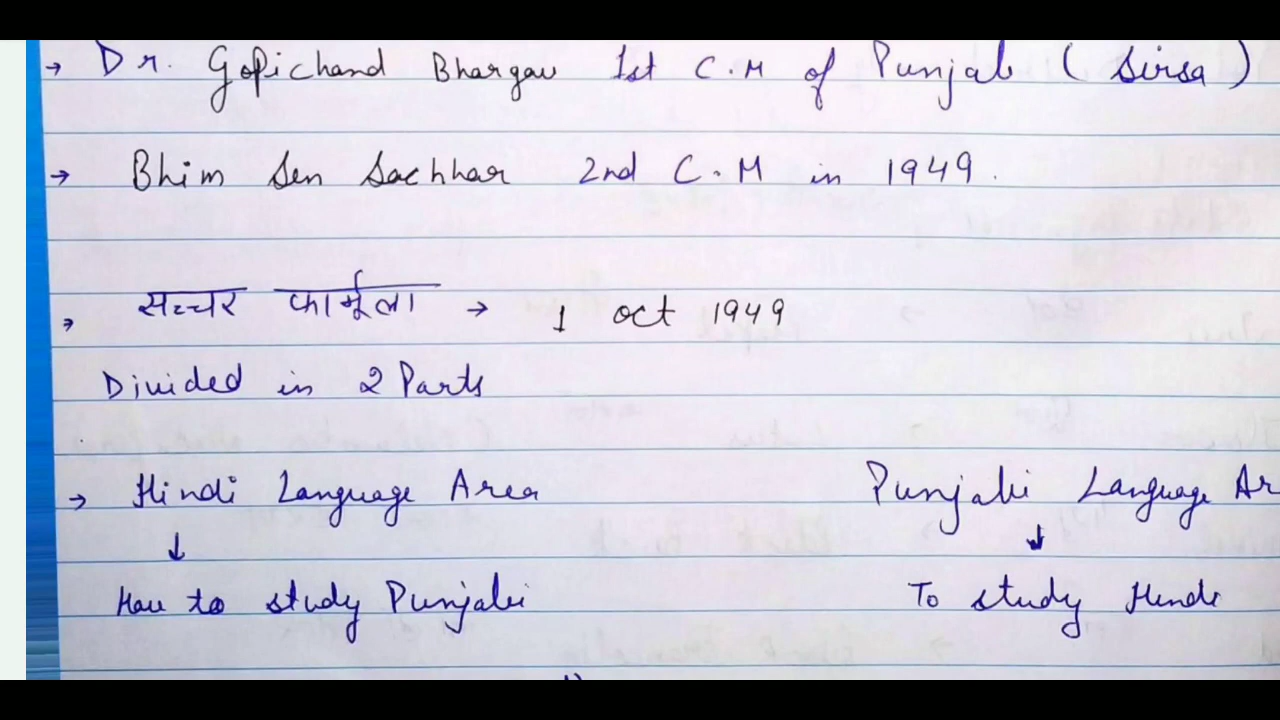 → Dr. Gopichand Bhargav 1st C.M of Punjab ( Sirsa )
→ Bhim Sen Sachhar 2nd C.M in 1949.
→ सच्चर फार्मूला → 1 oct 1949
Divided in 2 Parts
→ Hindi Language Area Punjabi Language Ar
↓ ↓
Have to study Punjabi To study Hindi